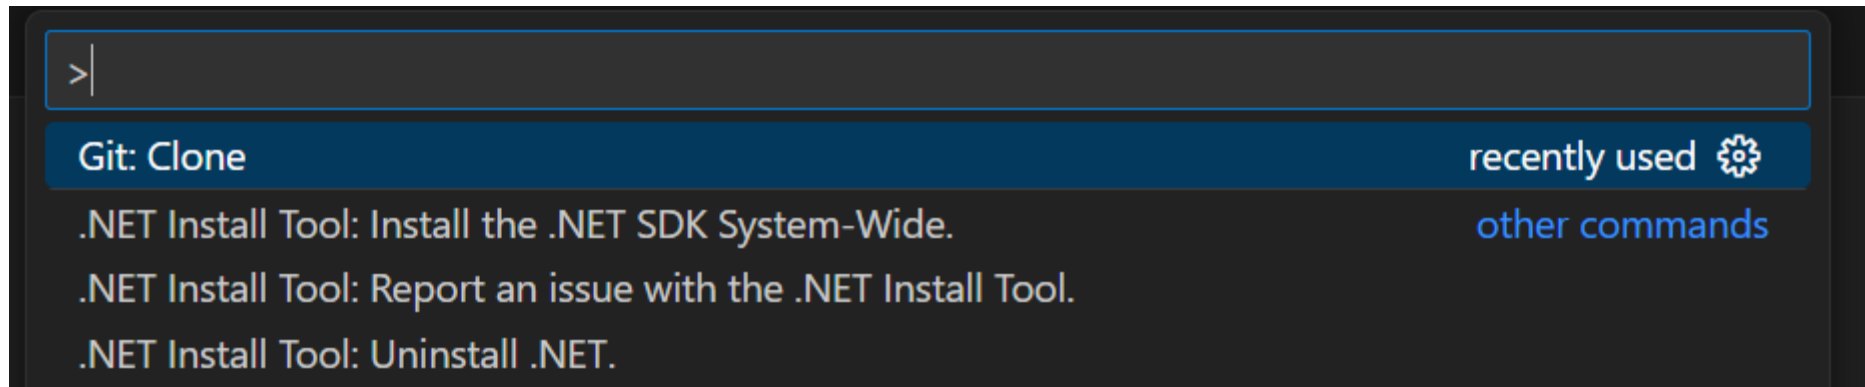 >
Git: Clone recently used
.NET Install Tool: Install the .NET SDK System-Wide. other commands
.NET Install Tool: Report an issue with the .NET Install Tool.
.NET Install Tool: Uninstall .NET.